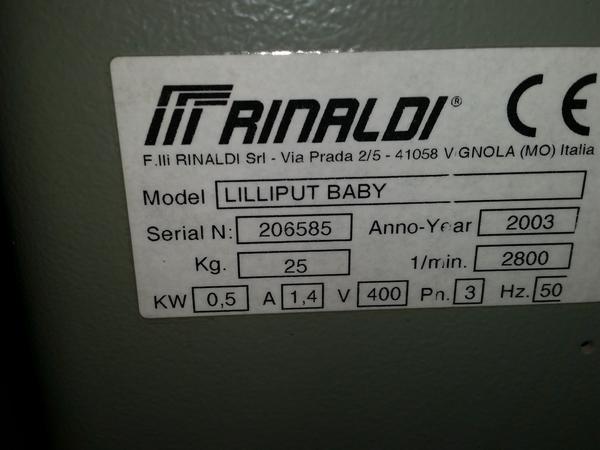 RINALDI® CE
F.lli RINALDI Srl - Via Prada 2/5 - 41058 VIGNOLA (MO) Italia
Model LILLIPUT BABY
Serial N: 206585 Anno-Year 2003
Kg. 25 1/min. 2800
KW 0,5 A 1,4 V 400 Ph. 3 Hz. 50